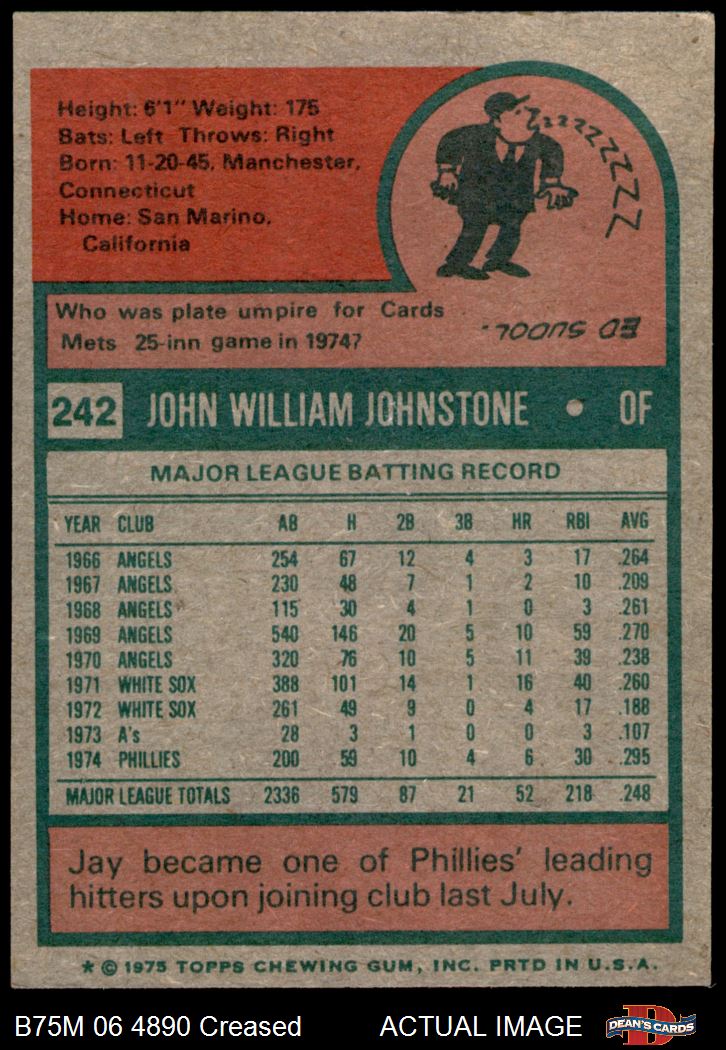 Height: 6'1" Weight: 175
Bats: Left Throws: Right
Born: 11-20-45, Manchester,
Connecticut
Home: San Marino,
California
ZZZZZZZZZ
Who was plate umpire for Cards
Mets 25-inn game in 1974?
ED SUDOL.
242 JOHN WILLIAM JOHNSTONE • OF
MAJOR LEAGUE BATTING RECORD
YEAR CLUB AB H 2B 3B HR RBI AVG
1966 ANGELS 254 67 12 4 3 17 .264
1967 ANGELS 230 48 7 1 2 10 .209
1968 ANGELS 115 30 4 1 0 3 .261
1969 ANGELS 540 146 20 5 10 59 .270
1970 ANGELS 320 76 10 5 11 39 .238
1971 WHITE SOX 388 101 14 1 16 40 .260
1972 WHITE SOX 261 49 9 0 4 17 .188
1973 A's 28 3 1 0 0 3 .107
1974 PHILLIES 200 59 10 4 6 30 .295
MAJOR LEAGUE TOTALS 2336 579 87 21 52 218 .248
Jay became one of Phillies' leading
hitters upon joining club last July.
* © 1975 TOPPS CHEWING GUM, INC. PRTD IN U.S.A.
B75M 06 4890 Creased ACTUAL IMAGE
D
DEAN'S CARDS